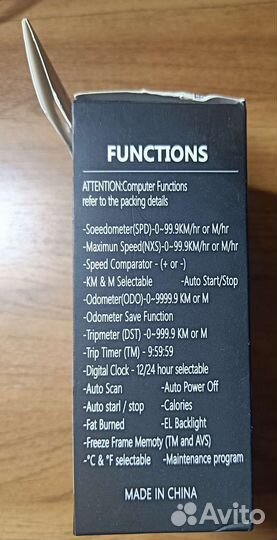 FUNCTIONS
ATTENTION:Computer Functions
refer to the packing details
-Soeedometer(SPD)-0~99.9KM/hr or M/hr
-Maximun Speed(NXS)-0~99.9KM/hr or M/hr
-Speed Comparator - (+ or -)
-KM & M Selectable -Auto Start/Stop
-Odometer(ODO)-0~9999.9 KM or M
-Odometer Save Function
-Tripmeter (DST) -0~999.9 KM or M
-Trip Timer (TM) - 9:59:59
-Digital Clock - 12/24 hour selectable
-Auto Scan -Auto Power Off
-Auto start / stop -Calories
-Fat Burned -EL Backlight
-Freeze Frame Memoty (TM and AVS)
-°C & °F selectable -Maintenance program
MADE IN CHINA
Avito